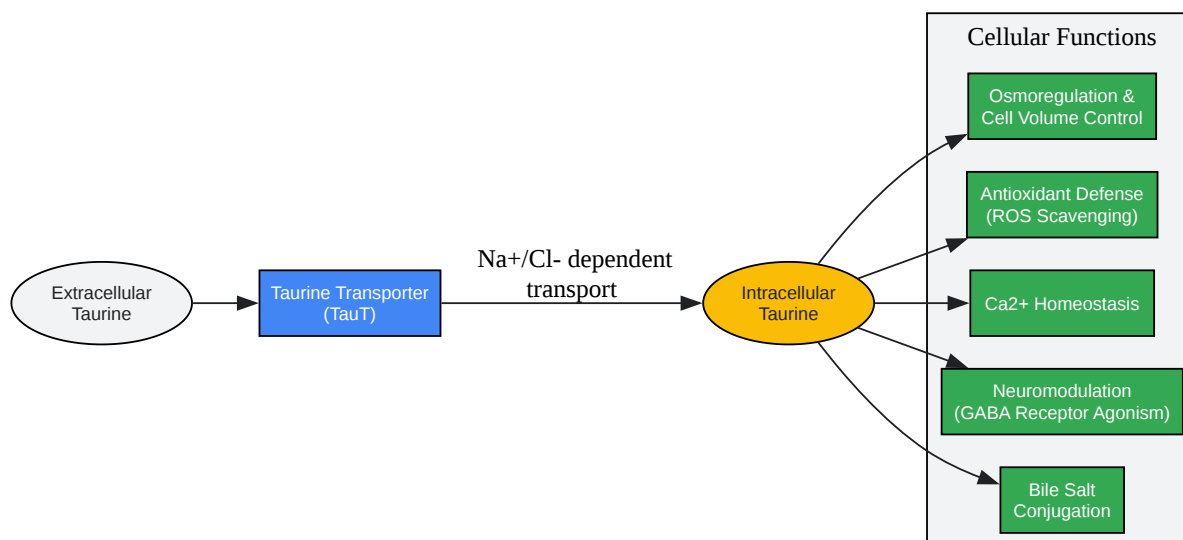 Cellular Functions
Osmoregulation &
Cell Volume Control
Antioxidant Defense
(ROS Scavenging)
Extracellular
Taurine
Taurine Transporter
(TauT)
Na+/Cl- dependent
transport
Intracellular
Taurine
Ca2+ Homeostasis
Neuromodulation
(GABA Receptor Agonism)
Bile Salt
Conjugation